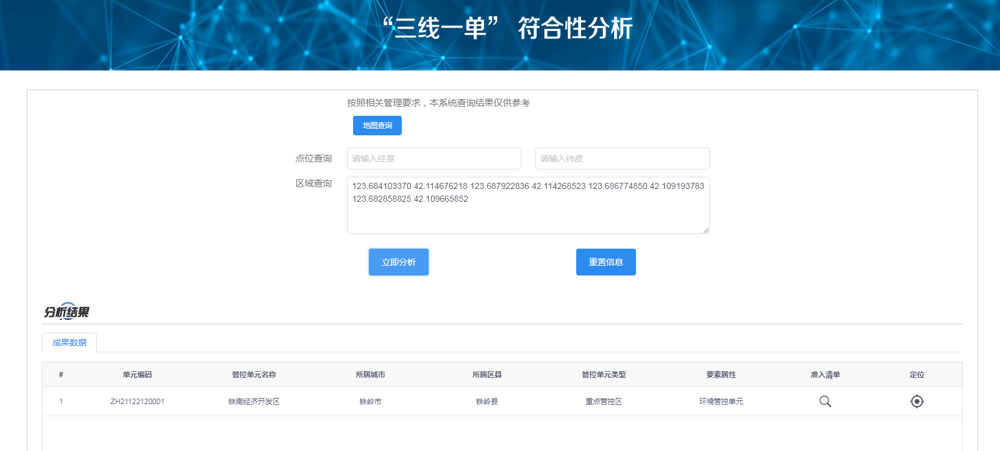 “三线一单” 符合性分析
按照相关管理要求，本系统查询结果仅供参考
地图查询
点位查询 请输入经度 请输入纬度
区域查询 123.684103370 42.114676218 123.687922836 42.114268523 123.686774850 42.109193783
123.682858825 42.109665852
立即分析 重置信息
分析结果
成果数据
# 单元编码 管控单元名称 所属城市 所属区县 管控单元类型 要素属性 准入清单 定位
1 ZH21122120001 铁南经济开发区 铁岭市 铁岭县 重点管控区 环境管控单元